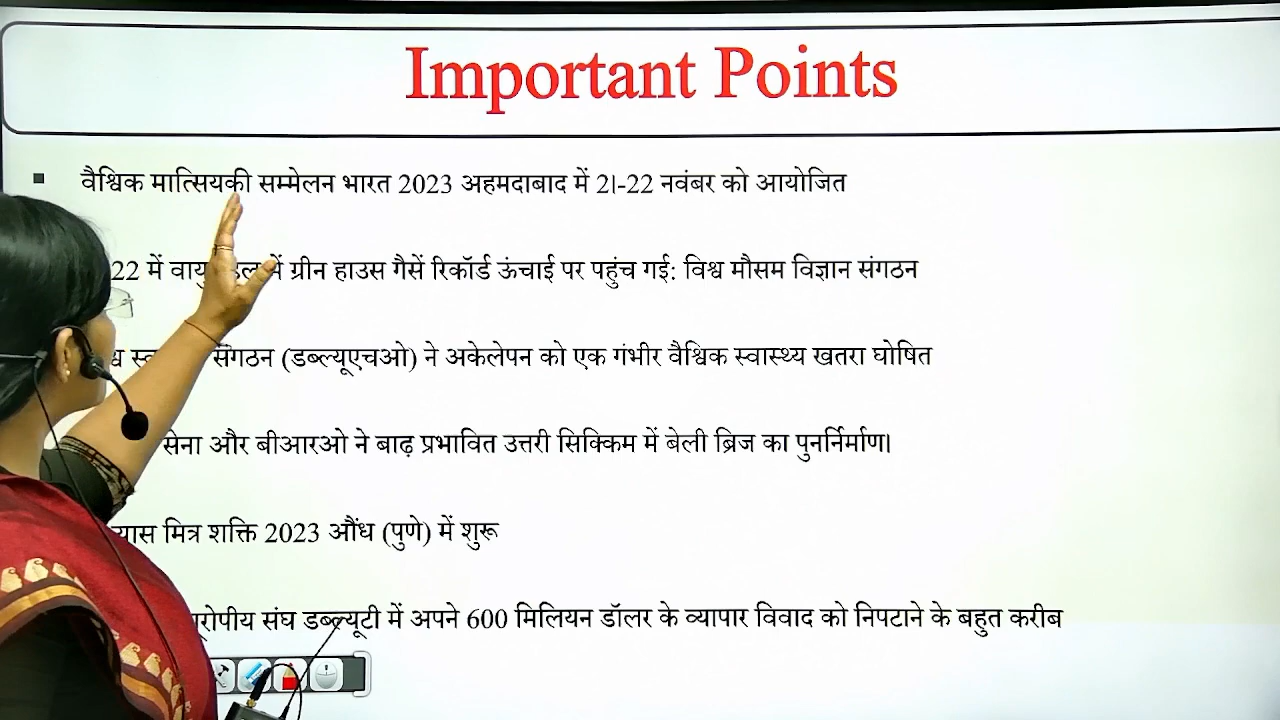 Important Points
वैश्विक मात्सियकी सम्मेलन भारत 2023 अहमदाबाद में 2।-22 नवंबर को आयोजित
22 में में ग्रीन हाउस गैसें रिकॉर्ड ऊंचाई पर पहुंच गई: विश्व मौसम विज्ञान संगठन
संगठन (डब्ल्यूएचओ) ने अकेलेपन को एक गंभीर वैश्विक स्वास्थ्य खतरा घोषित
सेना और बीआरओ ने बाढ़ प्रभावित उत्तरी सिक्किम में बेली ब्रिज का पुनर्निर्माण।
मित्र शक्ति 2023 औंध (पुणे) में शुरू
संघ डब्ल्यूटी में अपने 600 मिलियन डॉलर के व्यापार विवाद को निपटाने के बहुत करीब